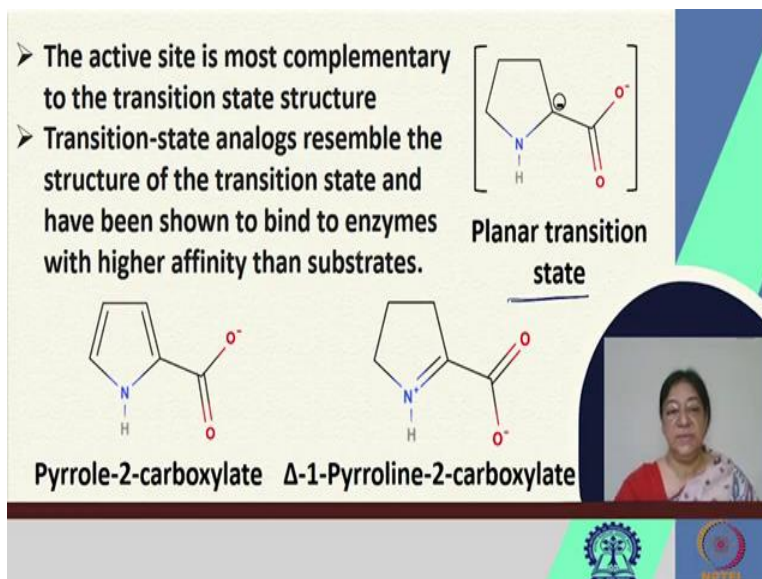 ➤ The active site is most complementary
to the transition state structure
➤ Transition-state analogs resemble the
structure of the transition state and
have been shown to bind to enzymes
with higher affinity than substrates.
O⁻
N
H
O
Planar transition
state
O⁻
N
H
O
Pyrrole-2-carboxylate
O
N⁺
H
O⁻
Δ-1-Pyrroline-2-carboxylate